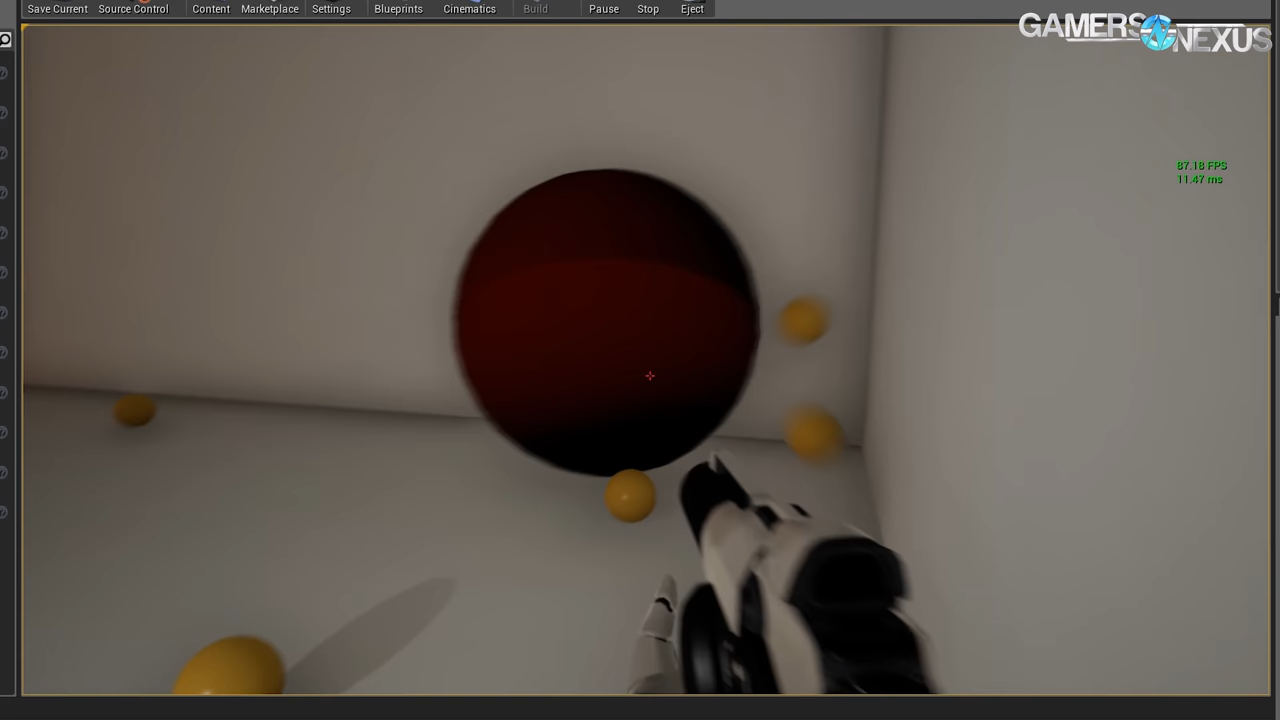 Save Current Source Control Content Marketplace Settings Blueprints Cinematics Build Pause Stop Eject
GAMERS NEXUS
87.18 FPS
11.47 ms